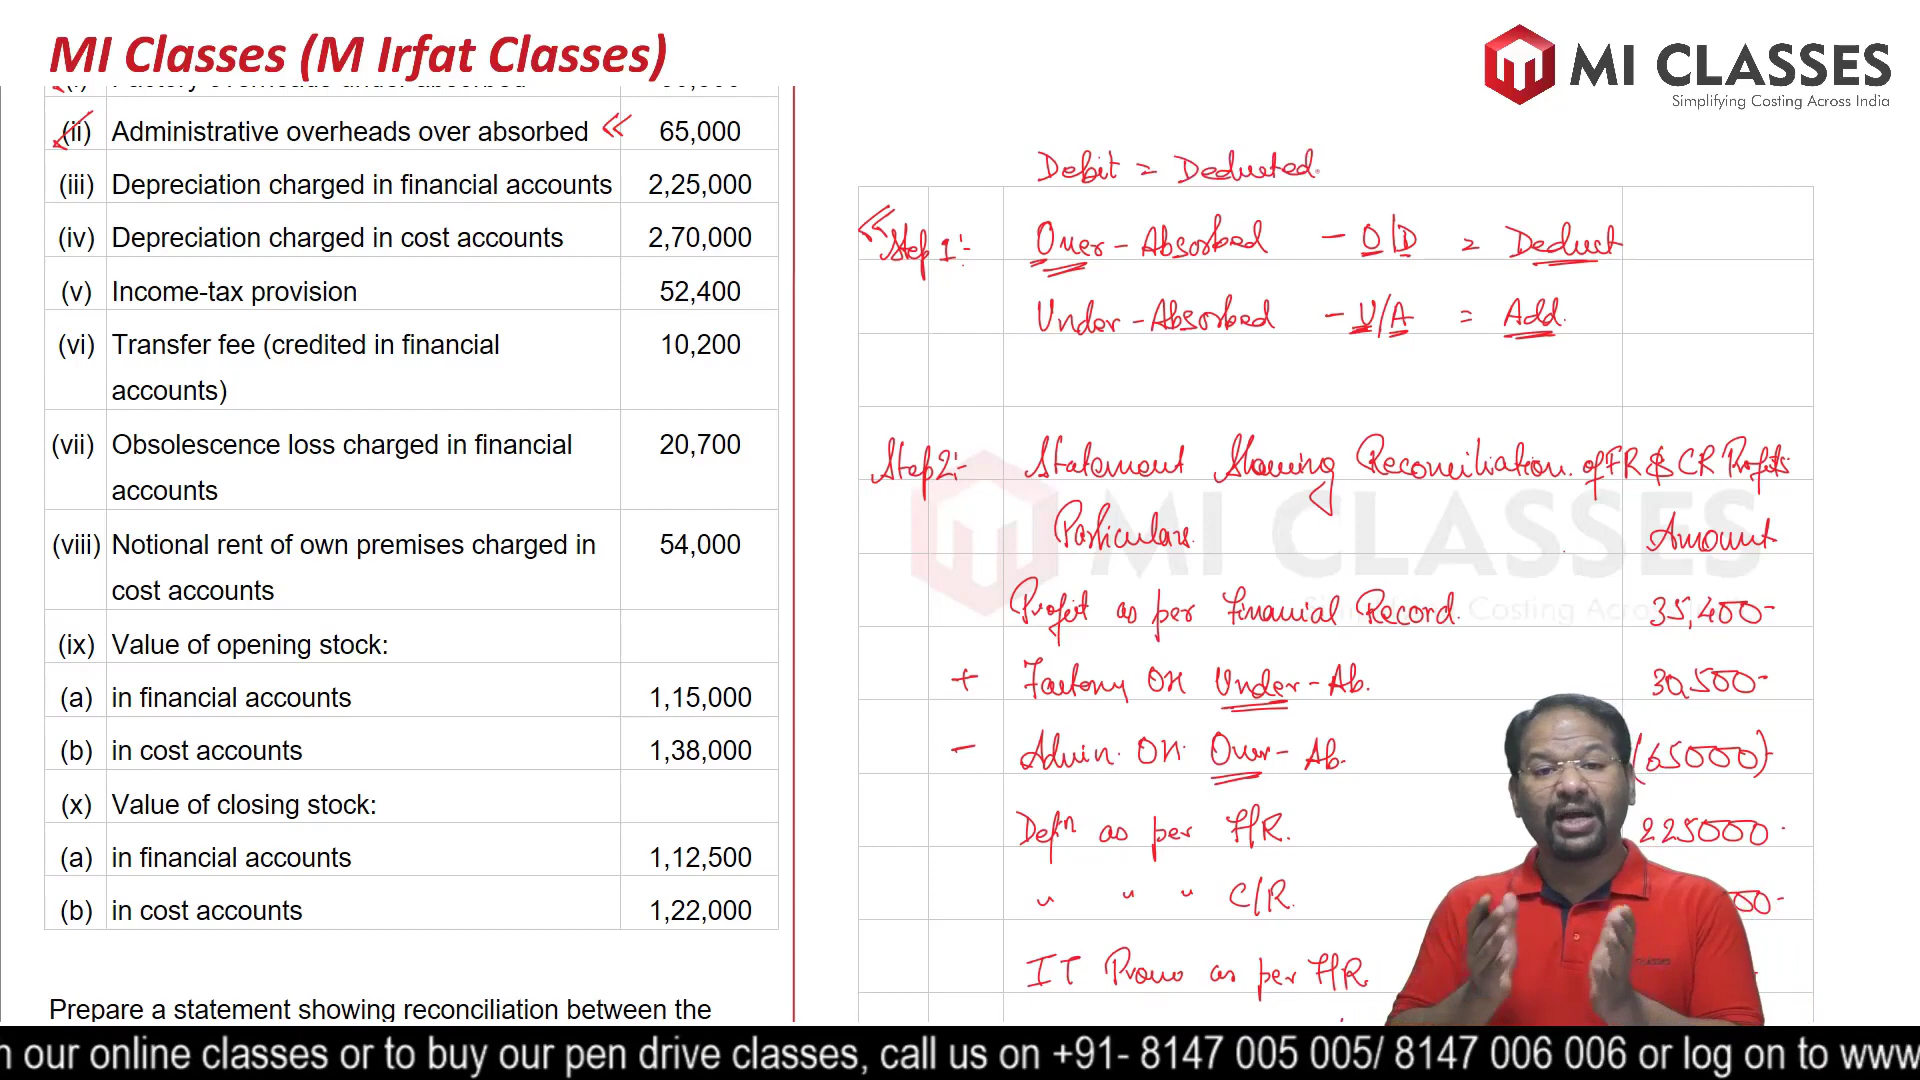 MI Classes (M Irfat Classes)
MI CLASSES
Simplifying Costing Across India
(i) Factory overheads under absorbed
(ii) Administrative overheads over absorbed 65,000
(iii) Depreciation charged in financial accounts 2,25,000
(iv) Depreciation charged in cost accounts 2,70,000
(v) Income-tax provision 52,400
(vi) Transfer fee (credited in financial 10,200
accounts)
(vii) Obsolescence loss charged in financial 20,700
accounts
(viii) Notional rent of own premises charged in 54,000
cost accounts
(ix) Value of opening stock:
(a) in financial accounts 1,15,000
(b) in cost accounts 1,38,000
(x) Value of closing stock:
(a) in financial accounts 1,12,500
(b) in cost accounts 1,22,000
Prepare a statement showing reconciliation between the
Debit = Deducted.
Step 1:- Over-Absorbed - O/D = Deduct
Under-Absorbed - U/A = Add.
Step 2:- Statement Showing Reconciliation of FR & CR Profits
Particulars Amount
Profit as per Financial Record. 35,400-
+ Factory OH Under-Ab. 30,500-
- Admin. OH. Over-Ab. (65000)
Depn as per F/R. 225000
" " " C/R. 00-
IT Provo as per F/R
MI CLASSES
n our online classes or to buy our pen drive classes, call us on +91- 8147 005 005/ 8147 006 006 or log on to www